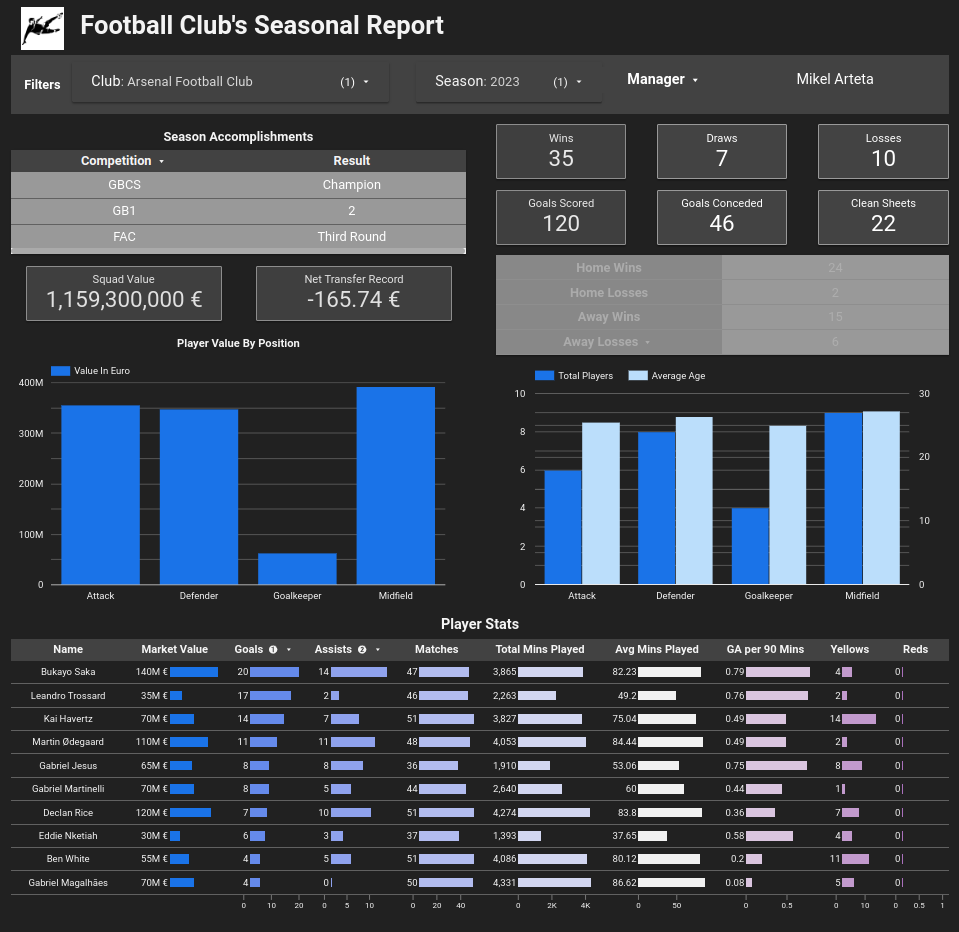 Football Club's Seasonal Report
Filters
Club: Arsenal Football Club (1)
Season: 2023 (1)
Manager
Mikel Arteta
Season Accomplishments
Competition Result
GBCS Champion
GB1 2
FAC Third Round
Wins
35
Draws
7
Losses
10
Goals Scored
120
Goals Conceded
46
Clean Sheets
22
Squad Value
1,159,300,000 €
Net Transfer Record
-165.74 €
Home Wins 24
Home Losses 2
Away Wins 15
Away Losses 6
Player Value By Position
Value In Euro
400M
300M
200M
100M
0
Attack Defender Goalkeeper Midfield
Total Players Average Age
10 30
8
20
6
4
10
2
0 0
Attack Defender Goalkeeper Midfield
Player Stats
Name Market Value Goals 1 Assists 2 Matches Total Mins Played Avg Mins Played GA per 90 Mins Yellows Reds
Bukayo Saka 140M € 20 14 47 3,865 82.23 0.79 4 0
Leandro Trossard 35M € 17 2 46 2,263 49.2 0.76 2 0
Kai Havertz 70M € 14 7 51 3,827 75.04 0.49 14 0
Martin Ødegaard 110M € 11 11 48 4,053 84.44 0.49 2 0
Gabriel Jesus 65M € 8 8 36 1,910 53.06 0.75 8 0
Gabriel Martinelli 70M € 8 5 44 2,640 60 0.44 1 0
Declan Rice 120M € 7 10 51 4,274 83.8 0.36 7 0
Eddie Nketiah 30M € 6 3 37 1,393 37.65 0.58 4 0
Ben White 55M € 4 5 51 4,086 80.12 0.2 11 0
Gabriel Magalhães 70M € 4 0 50 4,331 86.62 0.08 5 0
0 10 20 0 5 10 0 20 40 0 2K 4K 0 50 0 0.5 0 10 0 0.5 1